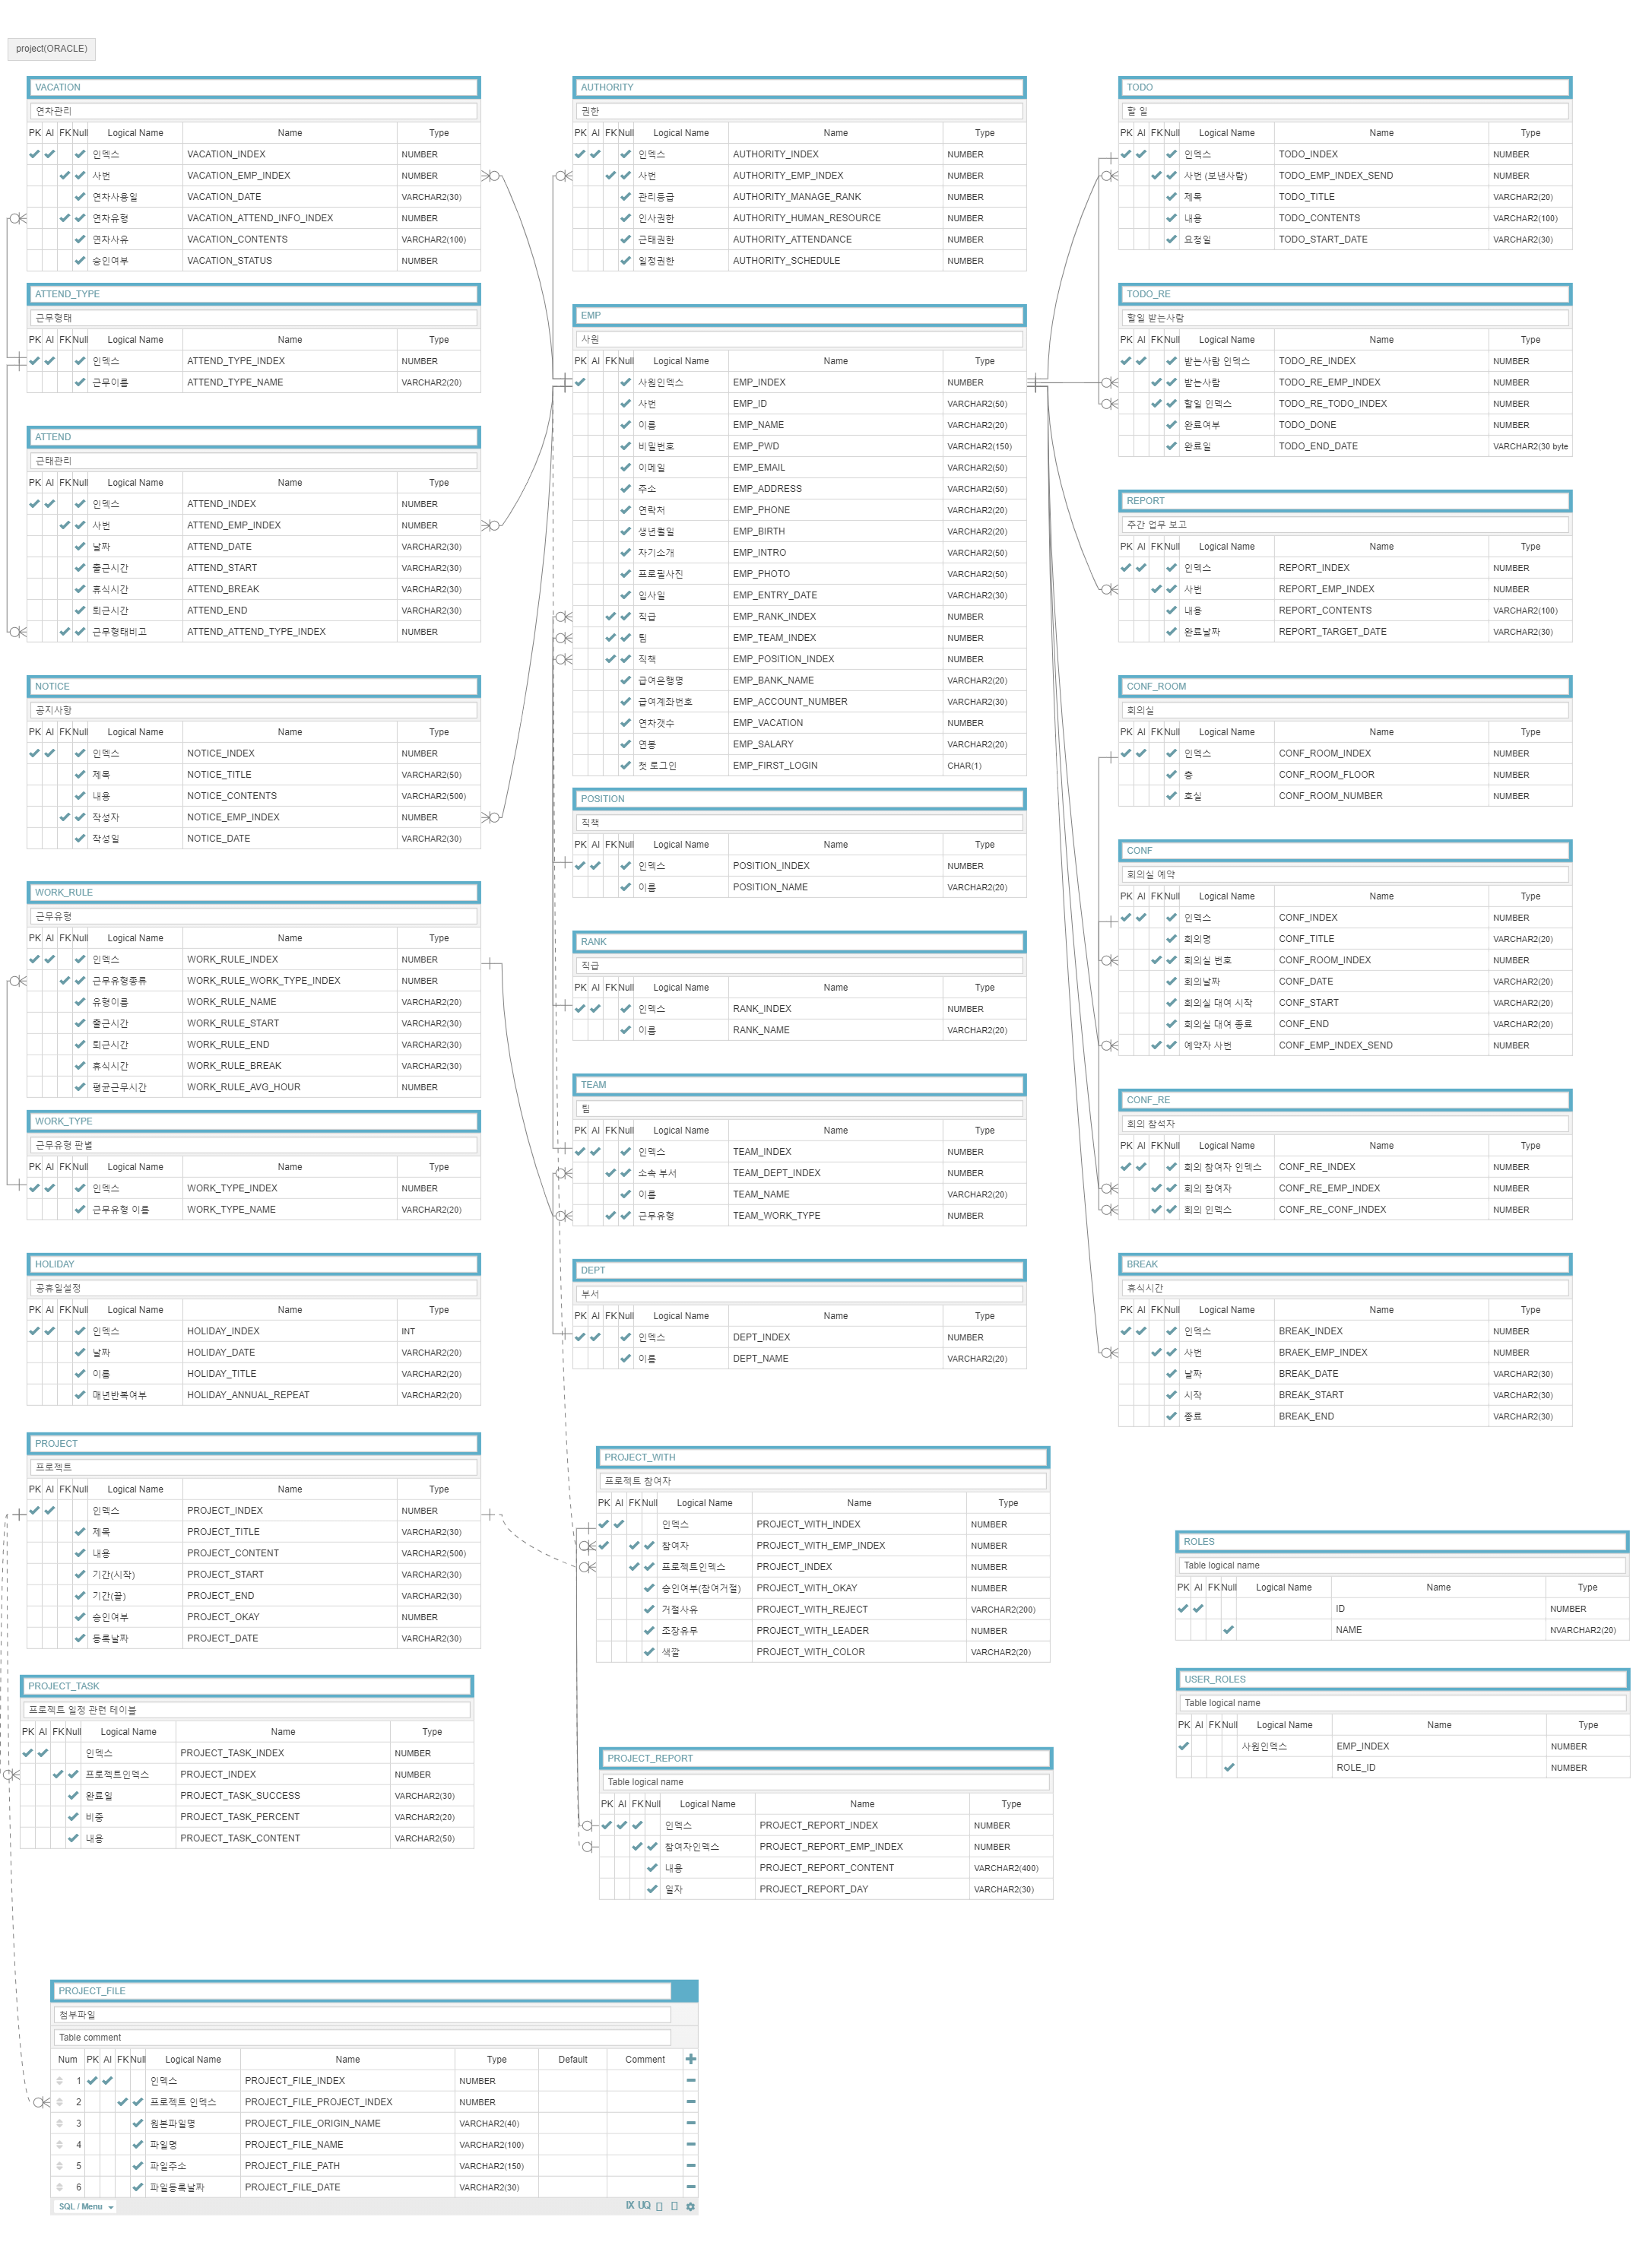 project(ORACLE)
VACATION
연차관리
PK AI FK Null Logical Name Name Type
인덱스 VACATION_INDEX NUMBER
사번 VACATION_EMP_INDEX NUMBER
연차사용일 VACATION_DATE VARCHAR2(30)
연차유형 VACATION_ATTEND_INFO_INDEX NUMBER
연차사유 VACATION_CONTENTS VARCHAR2(100)
승인여부 VACATION_STATUS NUMBER
ATTEND_TYPE
근무형태
PK AI FK Null Logical Name Name Type
인덱스 ATTEND_TYPE_INDEX NUMBER
근무이름 ATTEND_TYPE_NAME VARCHAR2(20)
ATTEND
근태관리
PK AI FK Null Logical Name Name Type
인덱스 ATTEND_INDEX NUMBER
사번 ATTEND_EMP_INDEX NUMBER
날짜 ATTEND_DATE VARCHAR2(30)
출근시간 ATTEND_START VARCHAR2(30)
휴식시간 ATTEND_BREAK VARCHAR2(30)
퇴근시간 ATTEND_END VARCHAR2(30)
근무형태비고 ATTEND_ATTEND_TYPE_INDEX NUMBER
NOTICE
공지사항
PK AI FK Null Logical Name Name Type
인덱스 NOTICE_INDEX NUMBER
제목 NOTICE_TITLE VARCHAR2(50)
내용 NOTICE_CONTENTS VARCHAR2(500)
작성자 NOTICE_EMP_INDEX NUMBER
작성일 NOTICE_DATE VARCHAR2(30)
WORK_RULE
근무유형
PK AI FK Null Logical Name Name Type
인덱스 WORK_RULE_INDEX NUMBER
근무유형종류 WORK_RULE_WORK_TYPE_INDEX NUMBER
유형이름 WORK_RULE_NAME VARCHAR2(20)
출근시간 WORK_RULE_START VARCHAR2(30)
퇴근시간 WORK_RULE_END VARCHAR2(30)
휴식시간 WORK_RULE_BREAK VARCHAR2(30)
평균근무시간 WORK_RULE_AVG_HOUR NUMBER
WORK_TYPE
근무유형 판별
PK AI FK Null Logical Name Name Type
인덱스 WORK_TYPE_INDEX NUMBER
근무유형 이름 WORK_TYPE_NAME VARCHAR2(20)
HOLIDAY
공휴일설정
PK AI FK Null Logical Name Name Type
인덱스 HOLIDAY_INDEX INT
날짜 HOLIDAY_DATE VARCHAR2(20)
이름 HOLIDAY_TITLE VARCHAR2(20)
매년반복여부 HOLIDAY_ANNUAL_REPEAT VARCHAR2(20)
PROJECT
프로젝트
PK AI FK Null Logical Name Name Type
인덱스 PROJECT_INDEX NUMBER
제목 PROJECT_TITLE VARCHAR2(30)
내용 PROJECT_CONTENT VARCHAR2(500)
기간(시작) PROJECT_START VARCHAR2(30)
기간(끝) PROJECT_END VARCHAR2(30)
승인여부 PROJECT_OKAY NUMBER
등록날짜 PROJECT_DATE VARCHAR2(30)
PROJECT_TASK
프로젝트 일정 관련 테이블
PK AI FK Null Logical Name Name Type
인덱스 PROJECT_TASK_INDEX NUMBER
프로젝트인덱스 PROJECT_INDEX NUMBER
완료일 PROJECT_TASK_SUCCESS VARCHAR2(30)
비중 PROJECT_TASK_PERCENT VARCHAR2(20)
내용 PROJECT_TASK_CONTENT VARCHAR2(50)
AUTHORITY
권한
PK AI FK Null Logical Name Name Type
인덱스 AUTHORITY_INDEX NUMBER
사번 AUTHORITY_EMP_INDEX NUMBER
관리등급 AUTHORITY_MANAGE_RANK NUMBER
인사권한 AUTHORITY_HUMAN_RESOURCE NUMBER
근태권한 AUTHORITY_ATTENDANCE NUMBER
일정권한 AUTHORITY_SCHEDULE NUMBER
EMP
사원
PK AI FK Null Logical Name Name Type
사원인덱스 EMP_INDEX NUMBER
사번 EMP_ID VARCHAR2(50)
이름 EMP_NAME VARCHAR2(20)
비밀번호 EMP_PWD VARCHAR2(150)
이메일 EMP_EMAIL VARCHAR2(50)
주소 EMP_ADDRESS VARCHAR2(50)
연락처 EMP_PHONE VARCHAR2(20)
생년월일 EMP_BIRTH VARCHAR2(30)
자기소개 EMP_INTRO VARCHAR2(50)
프로필사진 EMP_PHOTO VARCHAR2(50)
입사일 EMP_ENTRY_DATE VARCHAR2(30)
직급 EMP_RANK_INDEX NUMBER
팀 EMP_TEAM_INDEX NUMBER
직책 EMP_POSITION_INDEX NUMBER
급여은행명 EMP_BANK_NAME VARCHAR2(20)
급여계좌번호 EMP_ACCOUNT_NUMBER VARCHAR2(30)
연차갯수 EMP_VACATION NUMBER
연봉 EMP_SALARY VARCHAR2(20)
첫 로그인 EMP_FIRST_LOGIN CHAR(1)
POSITION
직책
PK AI FK Null Logical Name Name Type
인덱스 POSITION_INDEX NUMBER
이름 POSITION_NAME VARCHAR2(20)
RANK
직급
PK AI FK Null Logical Name Name Type
인덱스 RANK_INDEX NUMBER
이름 RANK_NAME VARCHAR2(20)
TEAM
팀
PK AI FK Null Logical Name Name Type
인덱스 TEAM_INDEX NUMBER
소속 부서 TEAM_DEPT_INDEX NUMBER
이름 TEAM_NAME VARCHAR2(20)
근무유형 TEAM_WORK_TYPE NUMBER
DEPT
부서
PK AI FK Null Logical Name Name Type
인덱스 DEPT_INDEX NUMBER
이름 DEPT_NAME VARCHAR2(20)
PROJECT_WITH
프로젝트 참여자
PK AI FK Null Logical Name Name Type
인덱스 PROJECT_WITH_INDEX NUMBER
참여자 PROJECT_WITH_EMP_INDEX NUMBER
프로젝트인덱스 PROJECT_INDEX NUMBER
승인여부(참여거절) PROJECT_WITH_OKAY NUMBER
거절사유 PROJECT_WITH_REJECT VARCHAR2(200)
조장유무 PROJECT_WITH_LEADER NUMBER
색깔 PROJECT_WITH_COLOR VARCHAR2(20)
PROJECT_REPORT
Table logical name
PK AI FK Null Logical Name Name Type
인덱스 PROJECT_REPORT_INDEX NUMBER
참여자인덱스 PROJECT_REPORT_EMP_INDEX NUMBER
내용 PROJECT_REPORT_CONTENT VARCHAR2(400)
일자 PROJECT_REPORT_DAY VARCHAR2(30)
TODO
할 일
PK AI FK Null Logical Name Name Type
인덱스 TODO_INDEX NUMBER
사번 (보낸사람) TODO_EMP_INDEX_SEND NUMBER
제목 TODO_TITLE VARCHAR2(20)
내용 TODO_CONTENTS VARCHAR2(100)
요청일 TODO_START_DATE VARCHAR2(30)
TODO_RE
할일 받는사람
PK AI FK Null Logical Name Name Type
받는사람 인덱스 TODO_RE_INDEX NUMBER
받는사람 TODO_RE_EMP_INDEX NUMBER
할일 인덱스 TODO_RE_TODO_INDEX NUMBER
완료여부 TODO_DONE NUMBER
완료일 TODO_END_DATE VARCHAR2(30 byte
REPORT
주간 업무 보고
PK AI FK Null Logical Name Name Type
인덱스 REPORT_INDEX NUMBER
사번 REPORT_EMP_INDEX NUMBER
내용 REPORT_CONTENTS VARCHAR2(100)
완료날짜 REPORT_TARGET_DATE VARCHAR2(30)
CONF_ROOM
회의실
PK AI FK Null Logical Name Name Type
인덱스 CONF_ROOM_INDEX NUMBER
층 CONF_ROOM_FLOOR NUMBER
호실 CONF_ROOM_NUMBER NUMBER
CONF
회의실 예약
PK AI FK Null Logical Name Name Type
인덱스 CONF_INDEX NUMBER
회의명 CONF_TITLE VARCHAR2(20)
회의실 번호 CONF_ROOM_INDEX NUMBER
회의날짜 CONF_DATE VARCHAR2(20)
회의실 대여 시작 CONF_START VARCHAR2(20)
회의실 대여 종료 CONF_END VARCHAR2(20)
예약자 사번 CONF_EMP_INDEX_SEND NUMBER
CONF_RE
회의 참석자
PK AI FK Null Logical Name Name Type
회의 참여자 인덱스 CONF_RE_INDEX NUMBER
회의 참여자 CONF_RE_EMP_INDEX NUMBER
회의 인덱스 CONF_RE_CONF_INDEX NUMBER
BREAK
휴식시간
PK AI FK Null Logical Name Name Type
인덱스 BREAK_INDEX NUMBER
사번 BRAEK_EMP_INDEX NUMBER
날짜 BREAK_DATE VARCHAR2(30)
시작 BREAK_START VARCHAR2(30)
종료 BREAK_END VARCHAR2(30)
ROLES
Table logical name
PK AI FK Null Logical Name Name Type
ID NUMBER
NAME NVARCHAR2(20)
USER_ROLES
Table logical name
PK AI FK Null Logical Name Name Type
사원인덱스 EMP_INDEX NUMBER
ROLE_ID NUMBER
PROJECT_FILE
첨부파일
Table comment
Num PK AI FK Null Logical Name Name Type Default Comment
1 인덱스 PROJECT_FILE_INDEX NUMBER
2 프로젝트 인덱스 PROJECT_FILE_PROJECT_INDEX NUMBER
3 원본파일명 PROJECT_FILE_ORIGIN_NAME VARCHAR2(40)
4 파일명 PROJECT_FILE_NAME VARCHAR2(100)
5 파일주소 PROJECT_FILE_PATH VARCHAR2(150)
6 파일등록날짜 PROJECT_FILE_DATE VARCHAR2(30)
SQL / Menu IX UQ